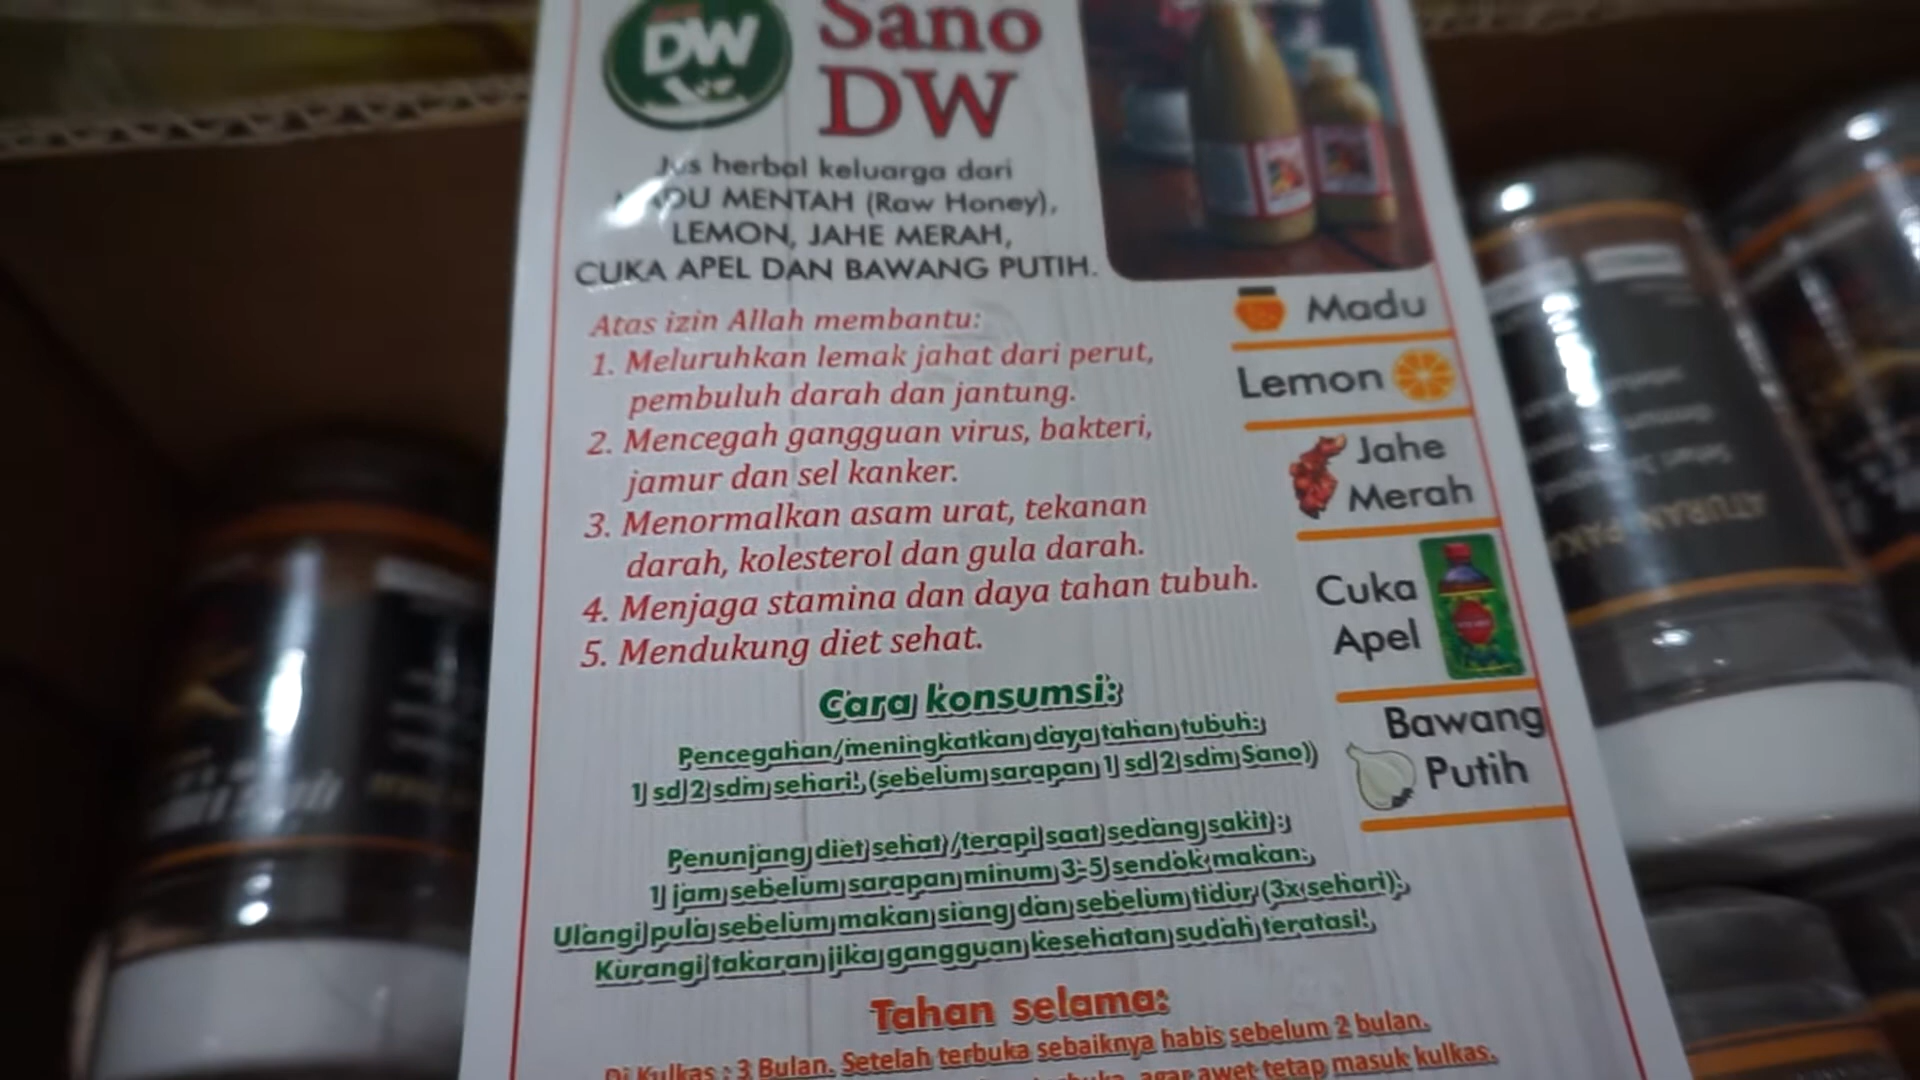 DW
Sano
DW
Jus herbal keluarga dari
MADU MENTAH (Raw Honey),
LEMON, JAHE MERAH,
CUKA APEL DAN BAWANG PUTIH.
Atas izin Allah membantu:
1. Meluruhkan lemak jahat dari perut,
pembuluh darah dan jantung.
2. Mencegah gangguan virus, bakteri,
jamur dan sel kanker.
3. Menormalkan asam urat, tekanan
darah, kolesterol dan gula darah.
4. Menjaga stamina dan daya tahan tubuh.
5. Mendukung diet sehat.
Madu
Lemon
Jahe
Merah
Cuka
Apel
Bawang
Putih
Cara konsumsi:
Pencegahan/meningkatkan daya tahan tubuh:
1 sd 2 sdm sehari. (sebelum sarapan 1 sd 2 sdm Sano)
Penunjang diet sehat /terapi saat sedang sakit):
1 jam sebelum sarapan minum 3-5 sendok makan.
Ulangi pula sebelum makan siang dan sebelum tidur (3x sehari).
Kurangi takaran jika gangguan kesehatan sudah teratasi.
Tahan selama:
Di Kulkas : 3 Bulan. Setelah terbuka sebaiknya habis sebelum 2 bulan.
agar awet tetap masuk kulkas.
ATURAN PAKAI